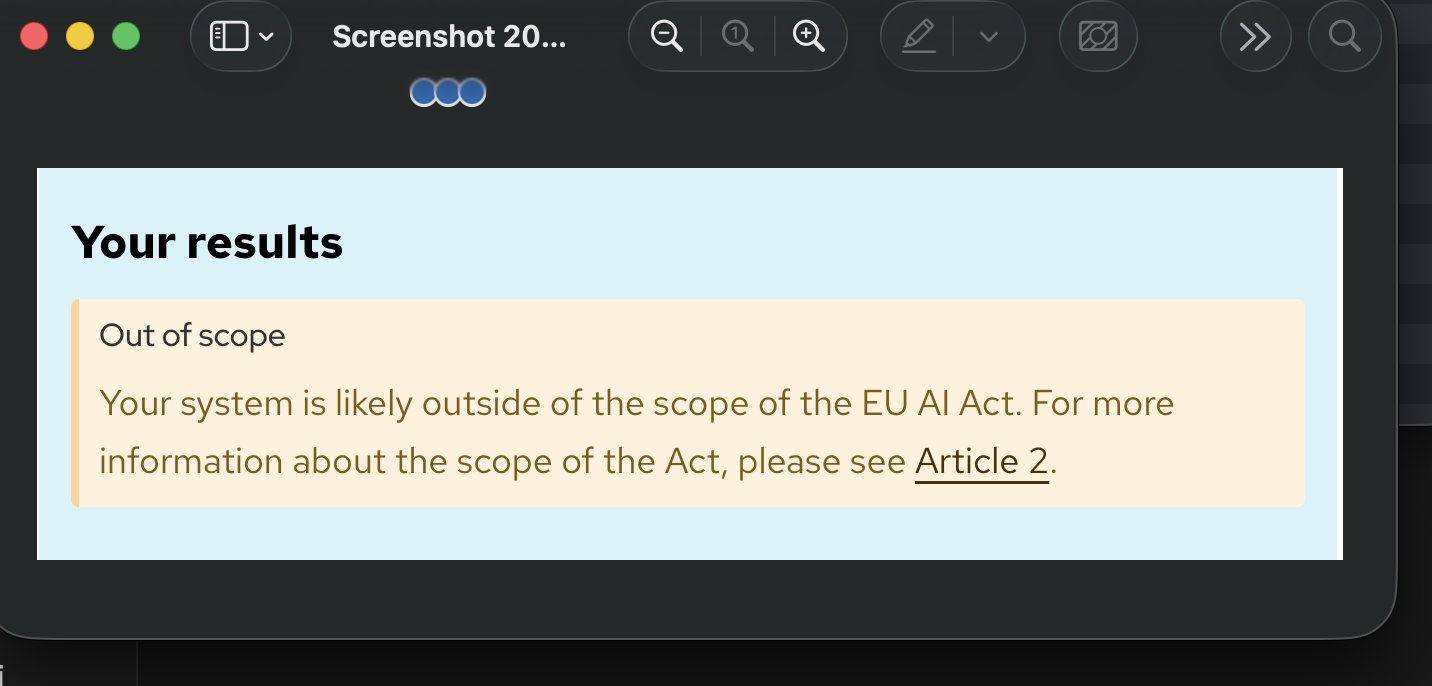 Screenshot 20...
1
Your results
Out of scope
Your system is likely outside of the scope of the EU AI Act. For more
information about the scope of the Act, please see Article 2.